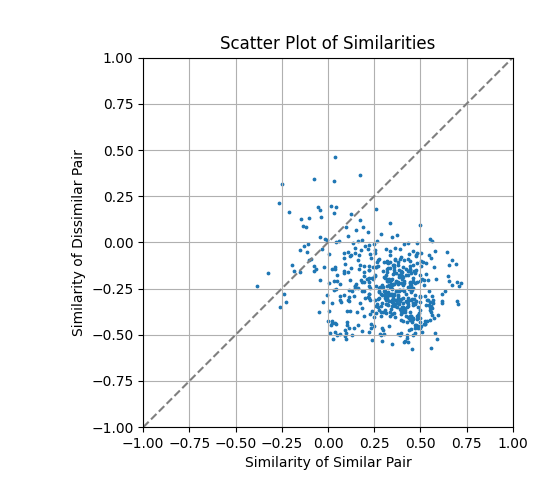 Scatter Plot of Similarities
Similarity of Dissimilar Pair
1.00
0.75
0.50
0.25
0.00
−0.25
−0.50
−0.75
−1.00
−1.00 −0.75 −0.50 −0.25 0.00 0.25 0.50 0.75 1.00
Similarity of Similar Pair